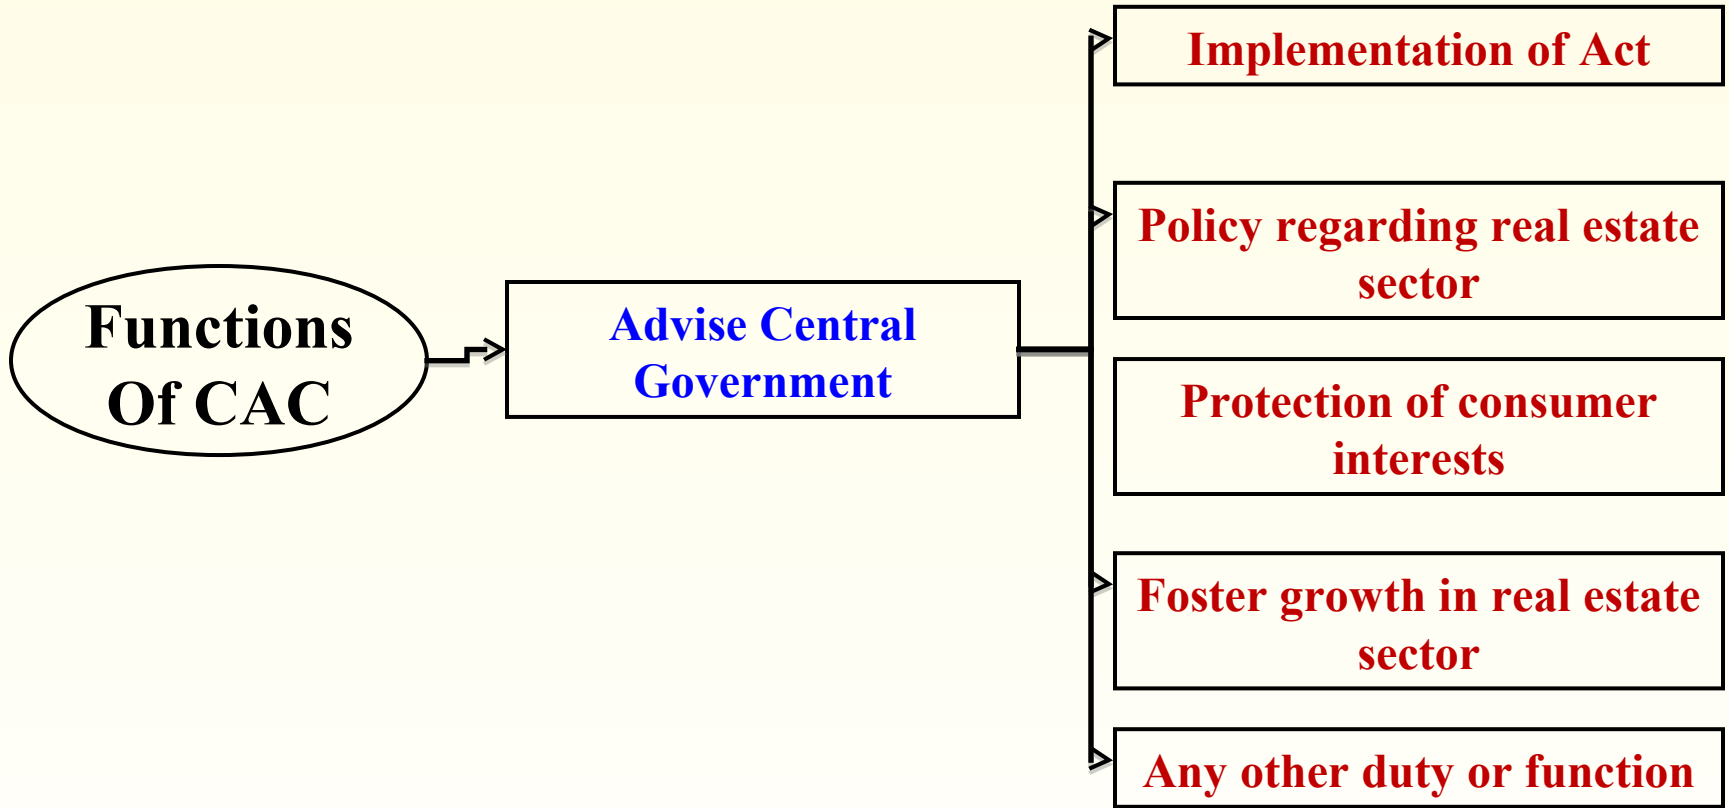 Functions
Of CAC
Advise Central
Government
Implementation of Act
Policy regarding real estate
sector
Protection of consumer
interests
Foster growth in real estate
sector
Any other duty or function